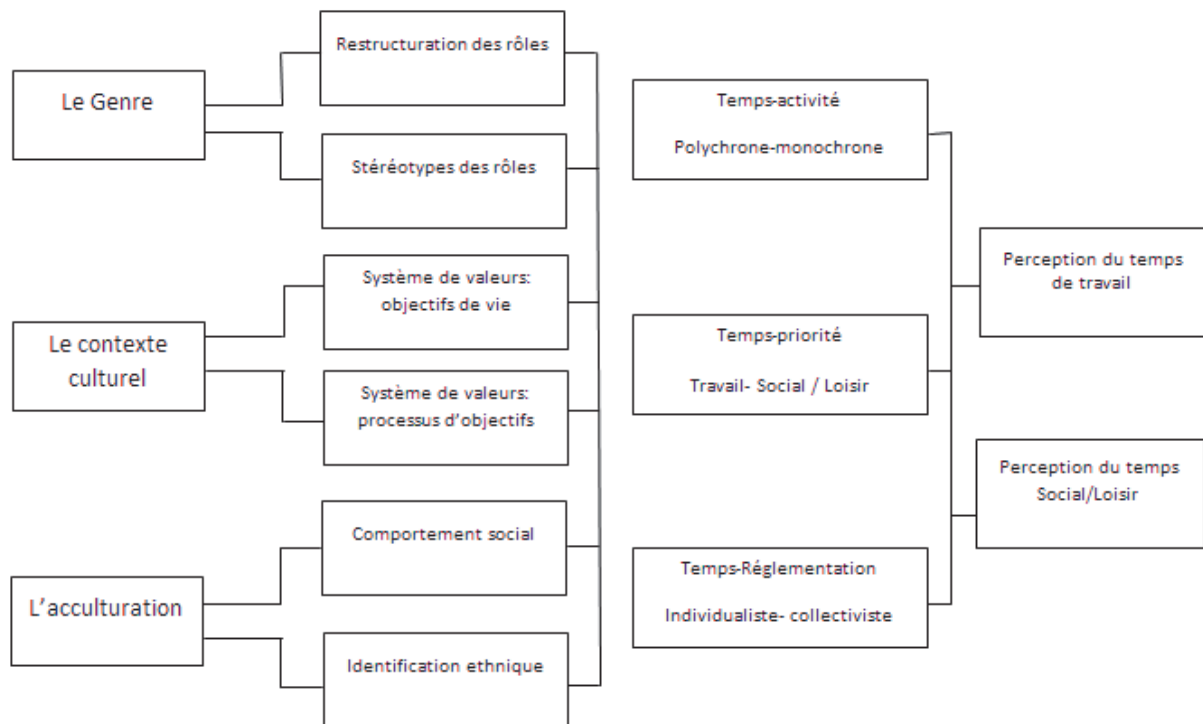 Le Genre
Restructuration des rôles
Stéréotypes des rôles
Le contexte
culturel
Système de valeurs:
objectifs de vie
Système de valeurs:
processus d'objectifs
L'acculturation
Comportement social
Identification ethnique
Temps-activité
Polychrone-monochrone
Temps-priorité
Travail- Social / Loisir
Temps-Réglementation
Individualiste- collectiviste
Perception du temps
de travail
Perception du temps
Social/Loisir